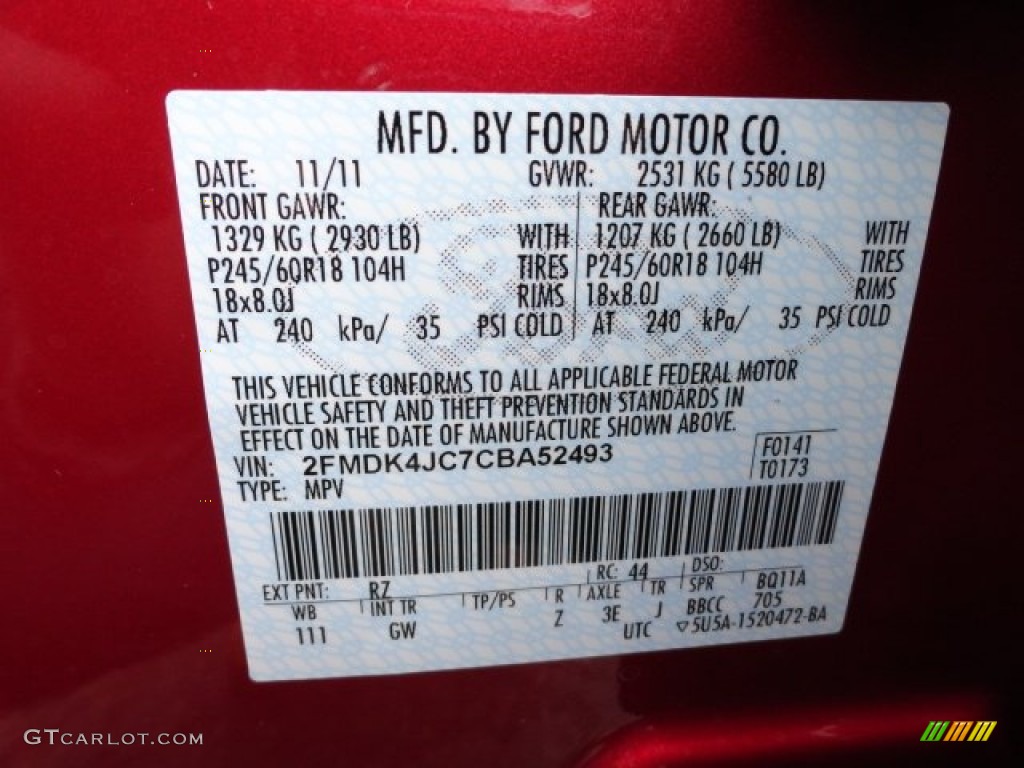 MFD. BY FORD MOTOR CO.
DATE: 11/11 GVWR: 2531 KG ( 5580 LB)
FRONT GAWR: REAR GAWR:
1329 KG ( 2930 LB) WITH 1207 KG ( 2660 LB) WITH
P245/60R18 104H TIRES P245/60R18 104H TIRES
18x8.0J RIMS 18x8.0J RIMS
AT 240 kPa/ 35 PSI COLD AT 240 kPa/ 35 PSI COLD
THIS VEHICLE CONFORMS TO ALL APPLICABLE FEDERAL MOTOR
VEHICLE SAFETY AND THEFT PREVENTION STANDARDS IN
EFFECT ON THE DATE OF MANUFACTURE SHOWN ABOVE.
VIN: 2FMDK4JC7CBA52493 F0141
TYPE: MPV T0173
EXT PNT: RZ RC: 44 DSO:
WB INT TR TP/PS R AXLE TR SPR BQ11A
111 GW Z 3E J BBCC 705
UTC ▽5U5A-1520472-BA
GTCARLOT.COM